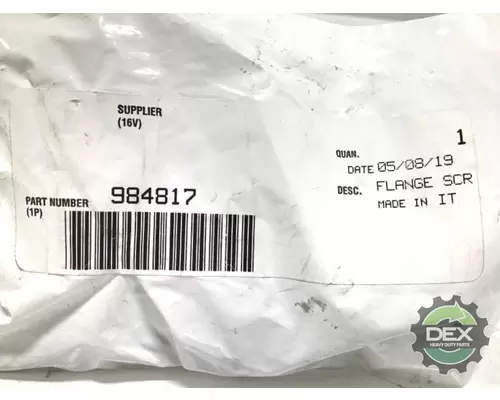 SUPPLIER
(16V)
PART NUMBER 984817
(1P)
QUAN. 1
DATE 05/08/19
DESC. FLANGE SCR
MADE IN IT
DEX
HEAVY DUTY PARTS